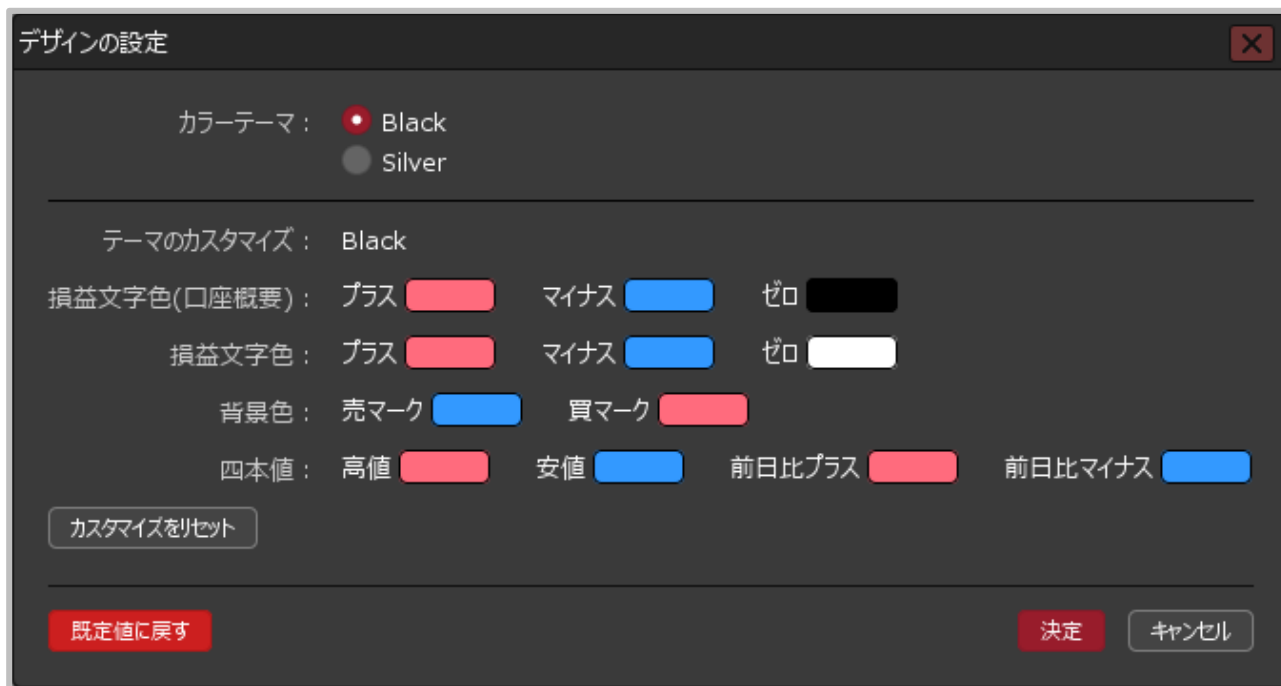 デザインの設定
カラーテーマ : Black
Silver
テーマのカスタマイズ : Black
損益文字色(口座概要) : プラス マイナス ゼロ
損益文字色 : プラス マイナス ゼロ
背景色 : 売マーク 買マーク
四本値 : 高値 安値 前日比プラス 前日比マイナス
カスタマイズをリセット
既定値に戻す 決定 キャンセル